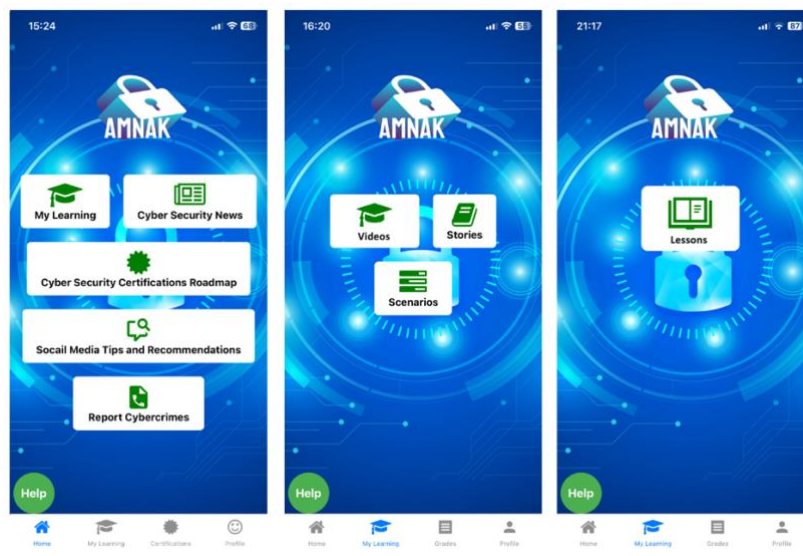 15:24
68
AMNAK
My Learning
Cyber Security News
Cyber Security Certifications Roadmap
Socail Media Tips and Recommendations
Report Cybercrimes
Help
Home My Learning Certifications Profile
16:20
AMNAK
Videos
Stories
Scenarios
Help
Home My Learning Grades Profile
21:17
87
AMNAK
Lessons
Help
Home My Learning Grades Profile